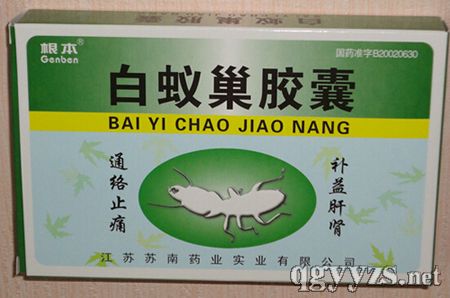 根本®
Genben
国药准字B20020630
白蚁巢胶囊
BAI YI CHAO JIAO NANG
通络止痛
补益肝肾
江苏苏南药业实业有限公司
qgyyzs.net